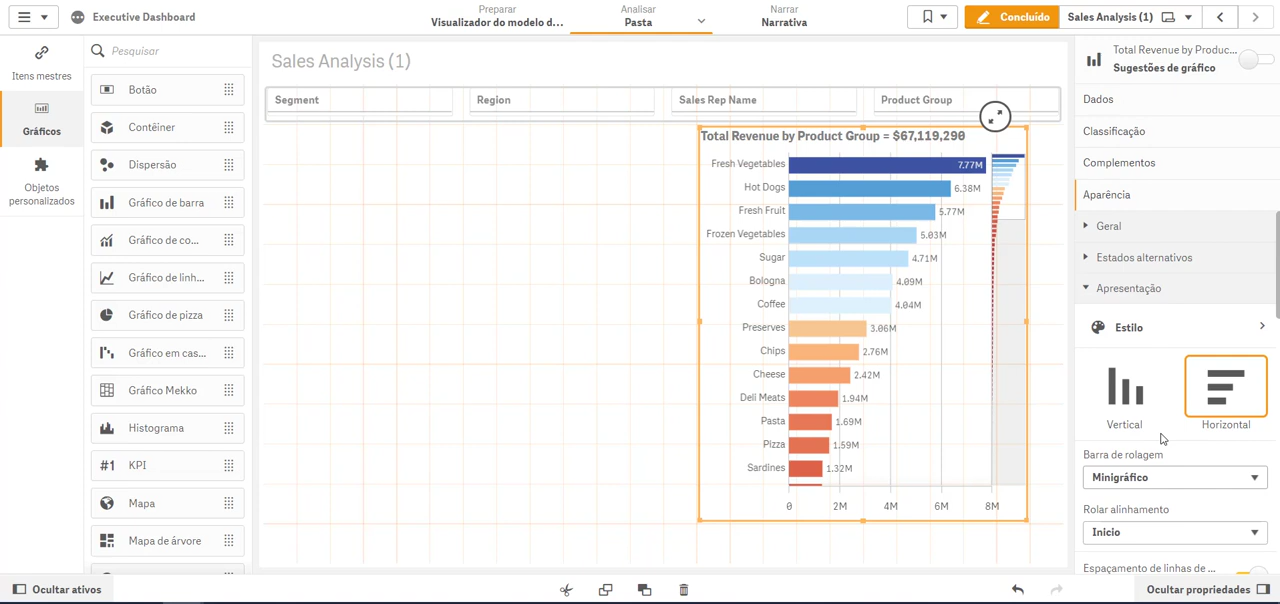 Executive Dashboard
Preparar
Visualizador do modelo d...
Analisar
Pasta
Narrar
Narrativa
Concluído
Sales Analysis (1)
Itens mestres
Gráficos
Objetos
personalizados
Pesquisar
Botão
Contêiner
Dispersão
Gráfico de barra
Gráfico de co...
Gráfico de linh...
Gráfico de pizza
Gráfico em cas...
Gráfico Mekko
Histograma
#1 KPI
Mapa
Mapa de árvore
Sales Analysis (1)
Segment
Region
Sales Rep Name
Product Group
Total Revenue by Product Group = $67,119,290
Fresh Vegetables 7.77M
Hot Dogs 6.38M
Fresh Fruit 5.77M
Frozen Vegetables 5.03M
Sugar 4.71M
Bologna 4.09M
Coffee 4.04M
Preserves 3.06M
Chips 2.76M
Cheese 2.42M
Deli Meats 1.94M
Pasta 1.69M
Pizza 1.59M
Sardines 1.32M
0 2M 4M 6M 8M
Total Revenue by Produc...
Sugestões de gráfico
Dados
Classificação
Complementos
Aparência
Geral
Estados alternativos
Apresentação
Estilo
Vertical
Horizontal
Barra de rolagem
Minigráfico
Rolar alinhamento
Início
Espaçamento de linhas de ...
Ocultar ativos
Ocultar propriedades